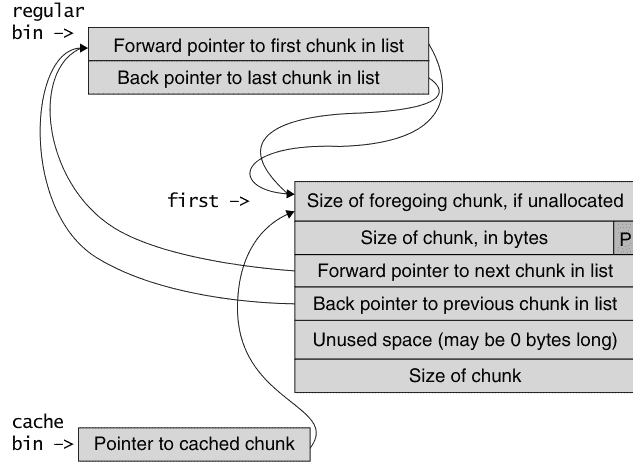 regular
bin ->
Forward pointer to first chunk in list
Back pointer to last chunk in list
first ->
Size of foregoing chunk, if unallocated
Size of chunk, in bytes P
Forward pointer to next chunk in list
Back pointer to previous chunk in list
Unused space (may be 0 bytes long)
Size of chunk
cache
bin ->
Pointer to cached chunk